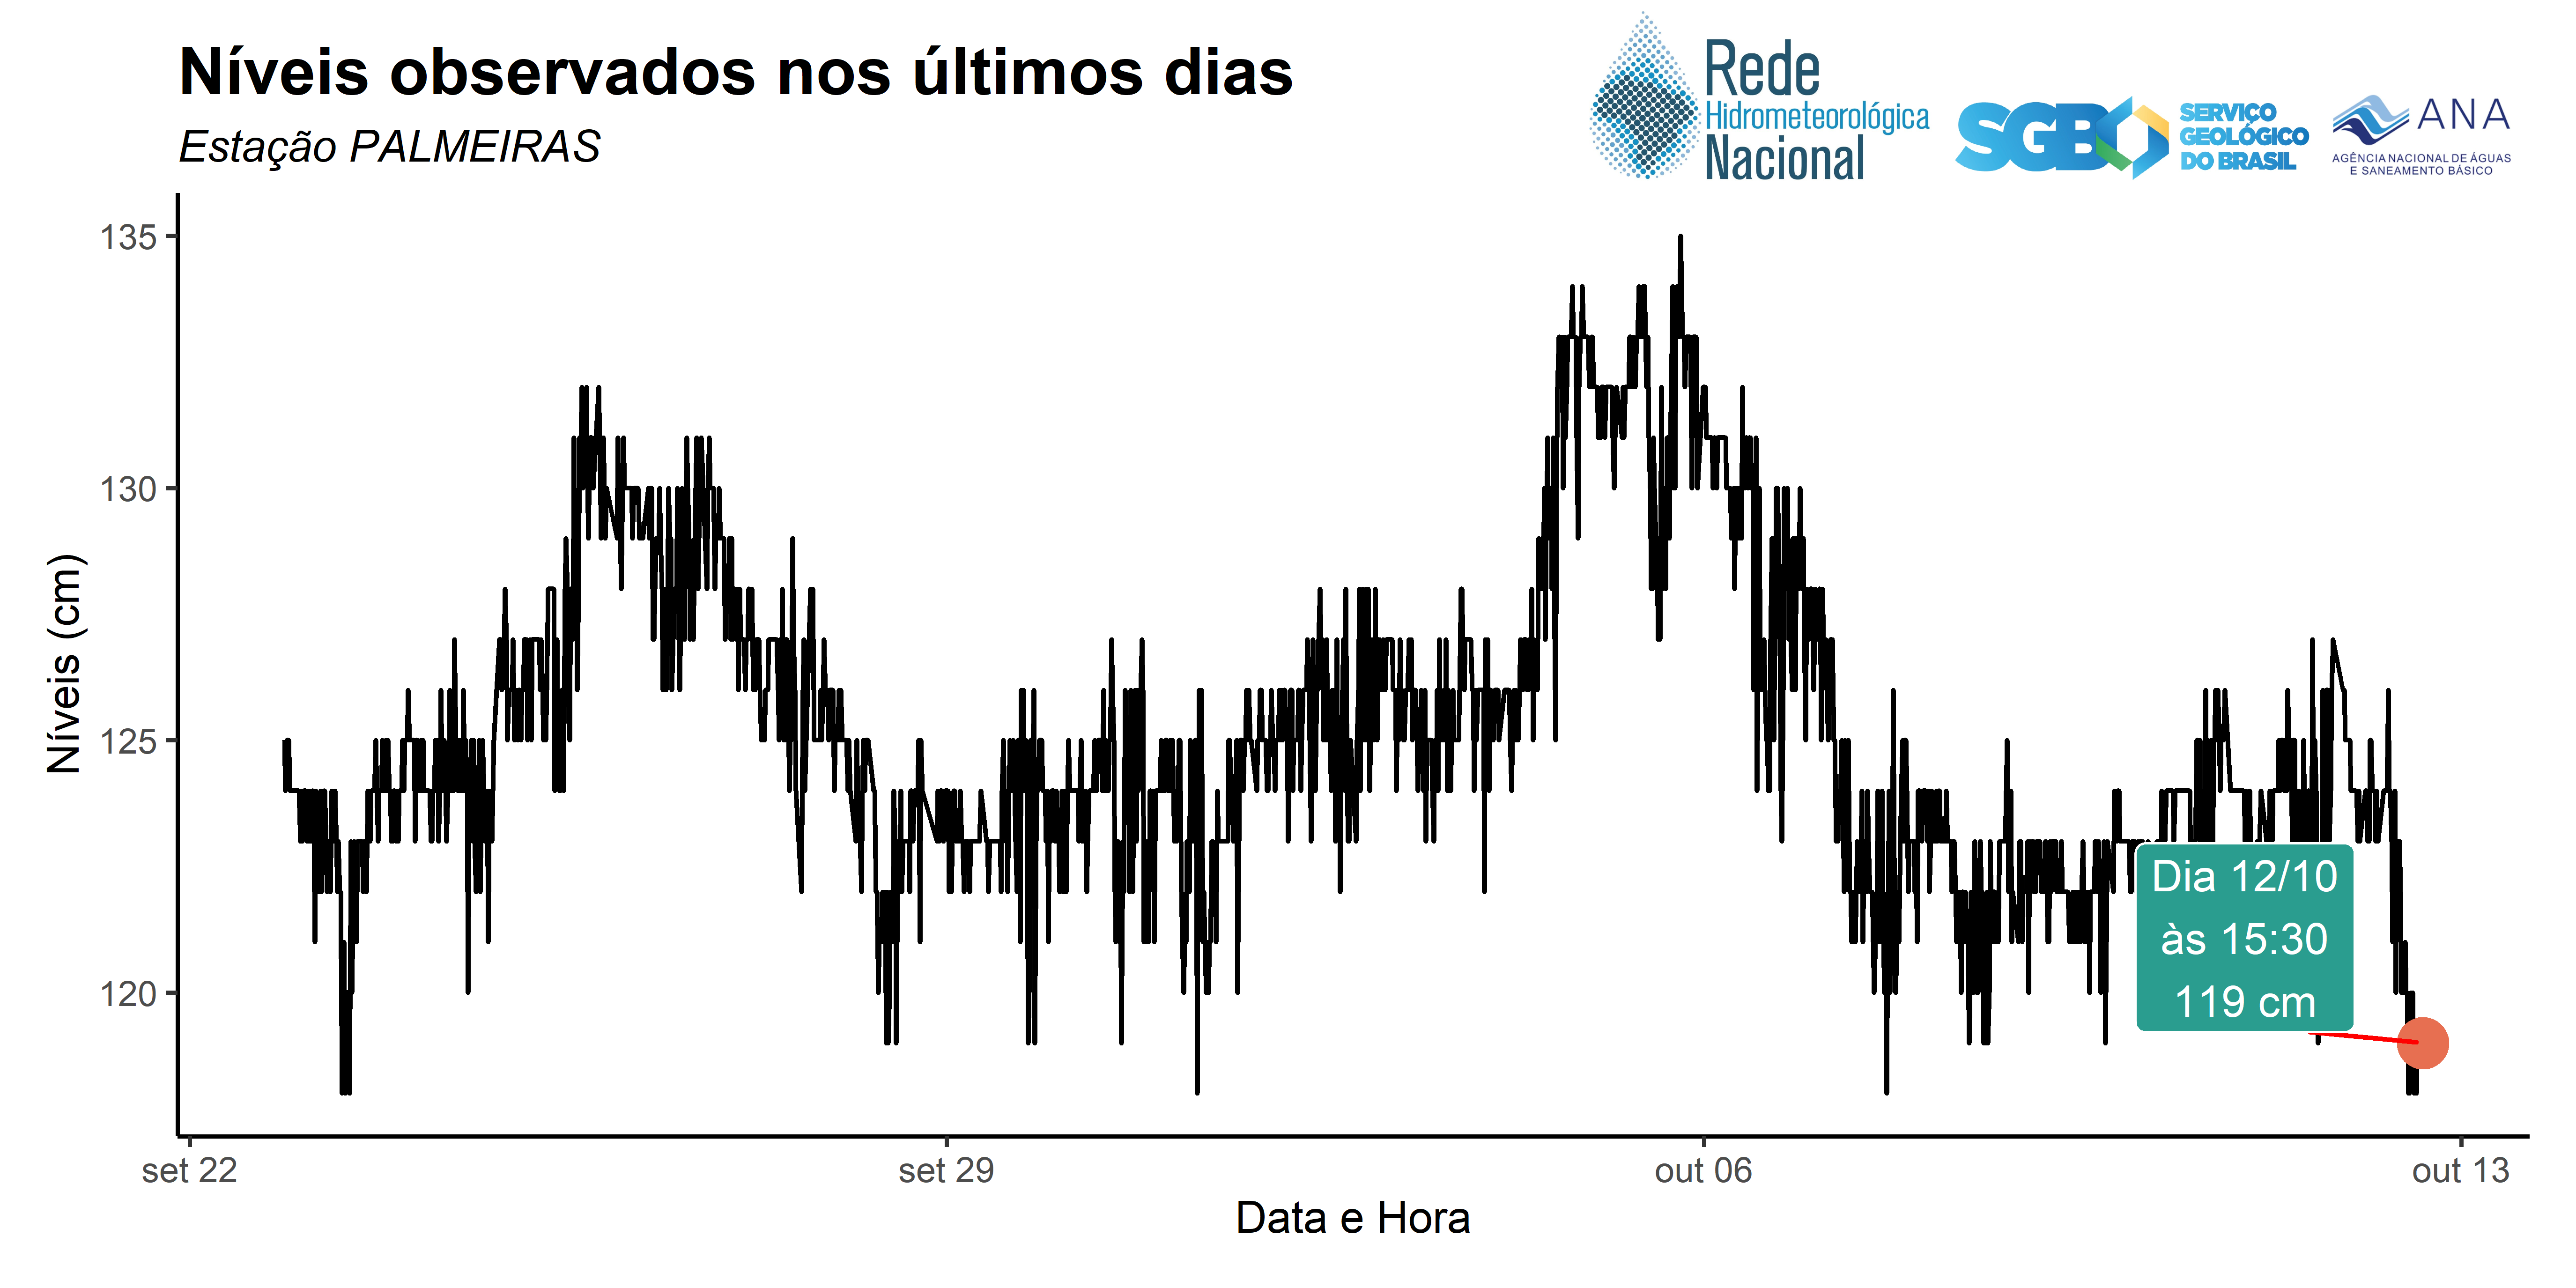 Níveis observados nos últimos dias
Estação PALMEIRAS
Rede
Hidrometeorológica
Nacional
SGB
SERVIÇO
GEOLÓGICO
DO BRASIL
ANA
AGÊNCIA NACIONAL DE ÁGUAS
E SANEAMENTO BÁSICO
Níveis (cm)
135
130
125
120
Dia 12/10
às 15:30
119 cm
set 22
set 29
out 06
out 13
Data e Hora